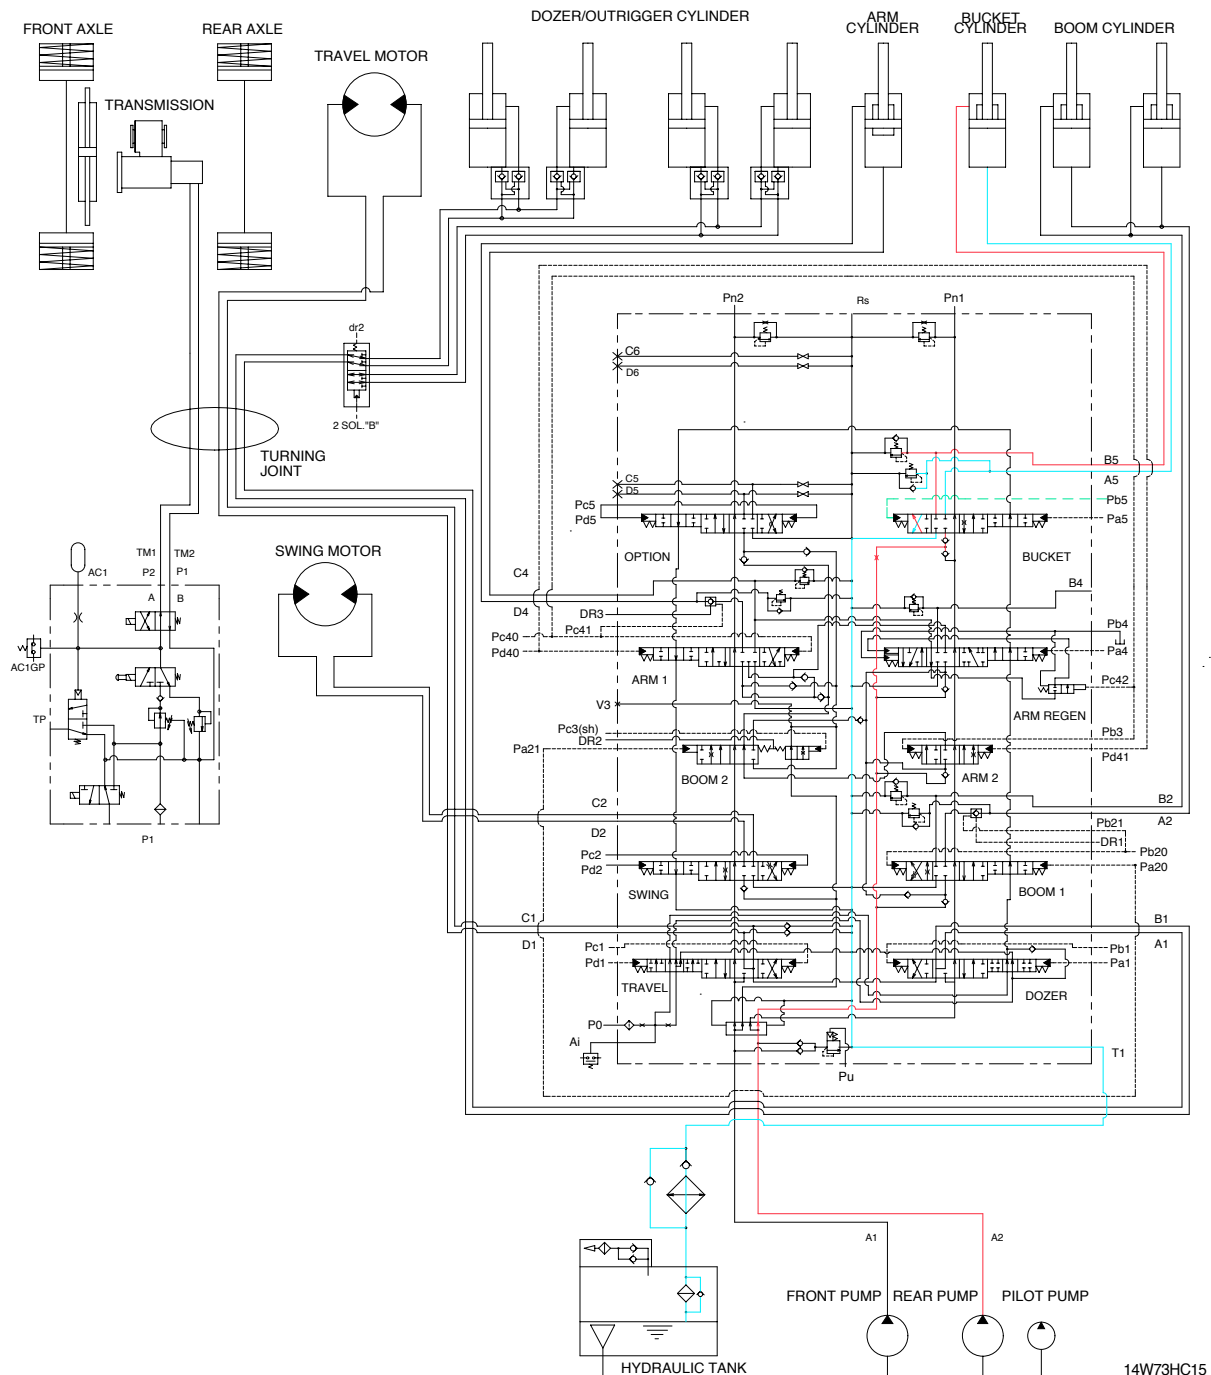 DOZER/OUTRIGGER CYLINDER
ARM
CYLINDER
BUCKET
CYLINDER
BOOM CYLINDER
FRONT AXLE
REAR AXLE
TRAVEL MOTOR
TRANSMISSION
Pn2
Rs
Pn1
dr2
C6
D6
2 SOL."B"
TURNING
JOINT
B5
A5
C5
D5
Pc5
Pd5
Pb5
Pa5
TM1
TM2
SWING MOTOR
OPTION
BUCKET
AC1
P2
P1
C4
B4
A
B
D4
DR3
Pc41
Pb4
Pc40
Pd40
Pa4
AC1GP
ARM 1
Pc42
V3
ARM REGEN
TP
Pc3(sh)
DR2
Pb3
Pa21
Pd41
BOOM 2
ARM 2
C2
B2
D2
A2
Pb21
P1
DR1
Pc2
Pb20
Pd2
Pa20
SWING
BOOM 1
C1
B1
D1
A1
Pc1
Pb1
Pd1
Pa1
TRAVEL
DOZER
P0
Ai
T1
Pu
A1
A2
FRONT PUMP
REAR PUMP
PILOT PUMP
HYDRAULIC TANK
14W73HC15